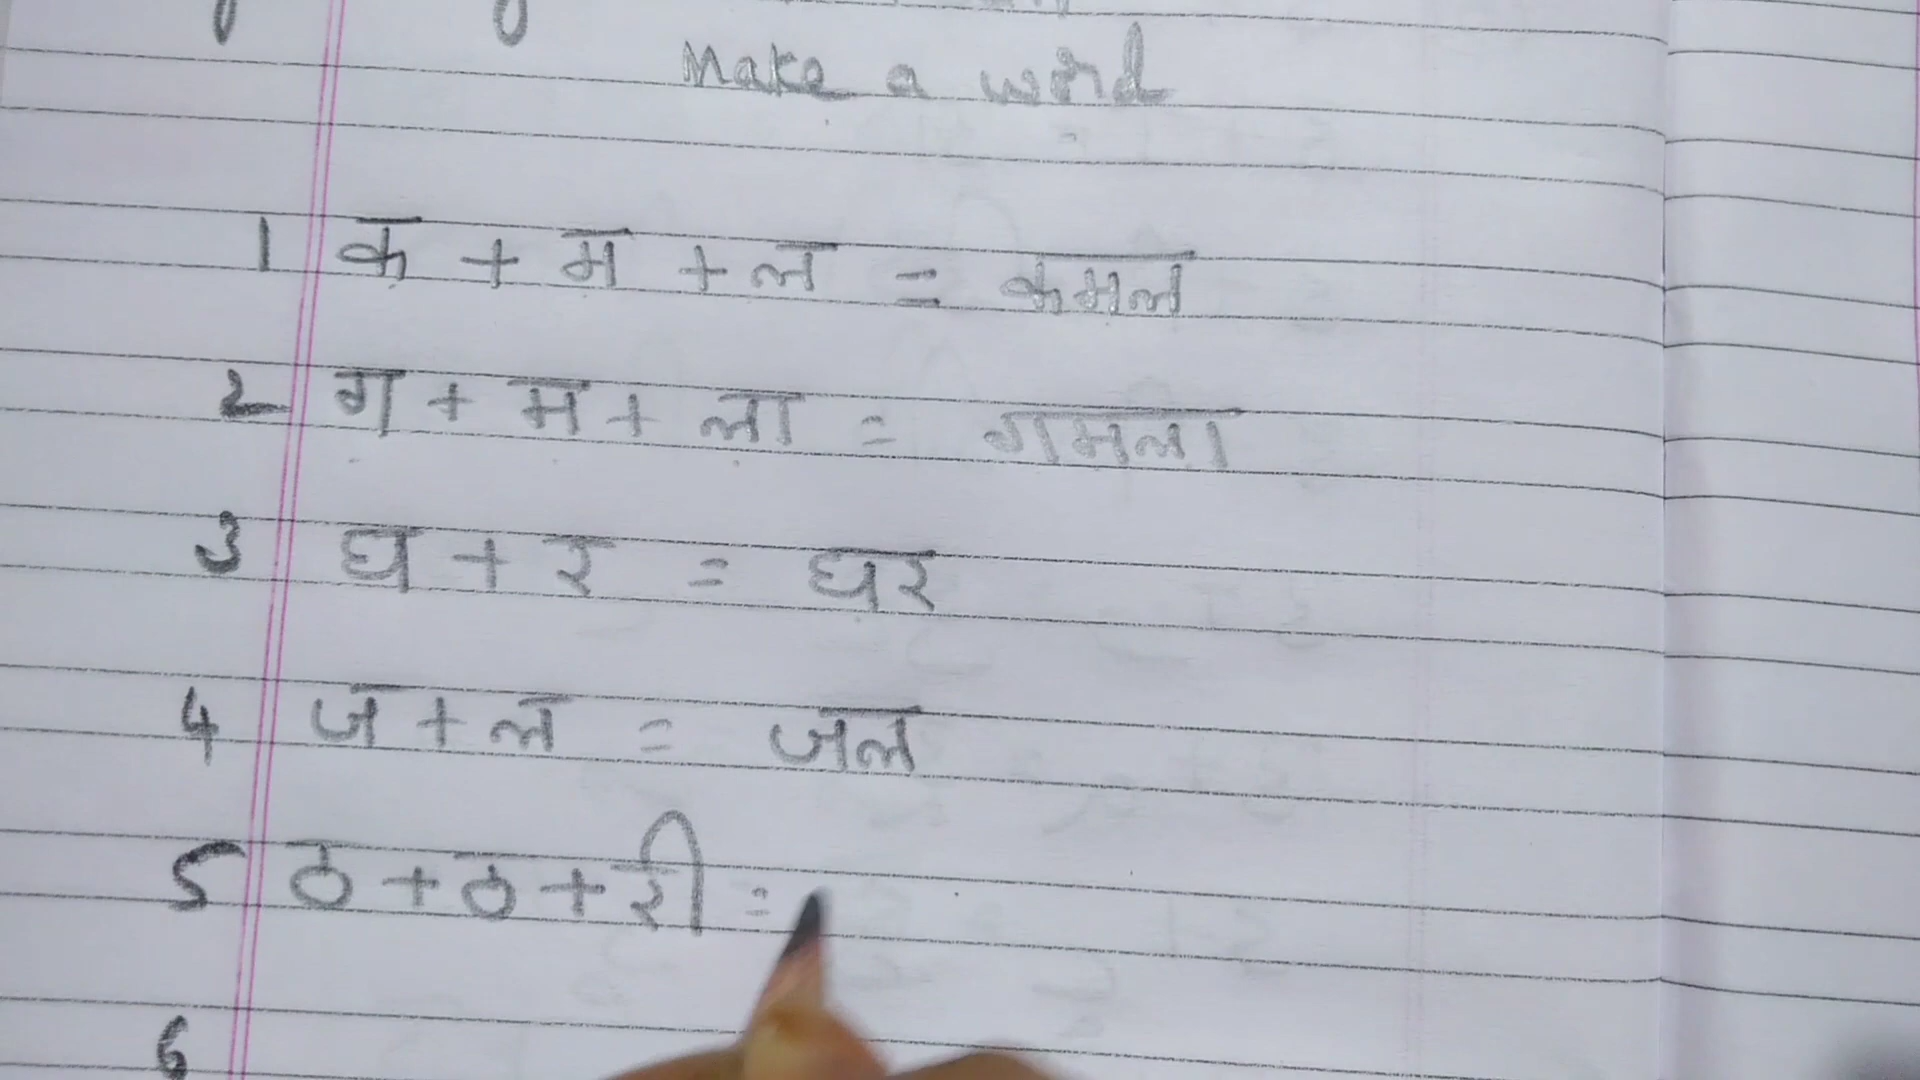 Make a word
1 क + म + ल = कमल
2 ग + म + ला = गमला
3 घ + र = घर
4 ज + ल = जल
5 ठ + ठ + री =
6